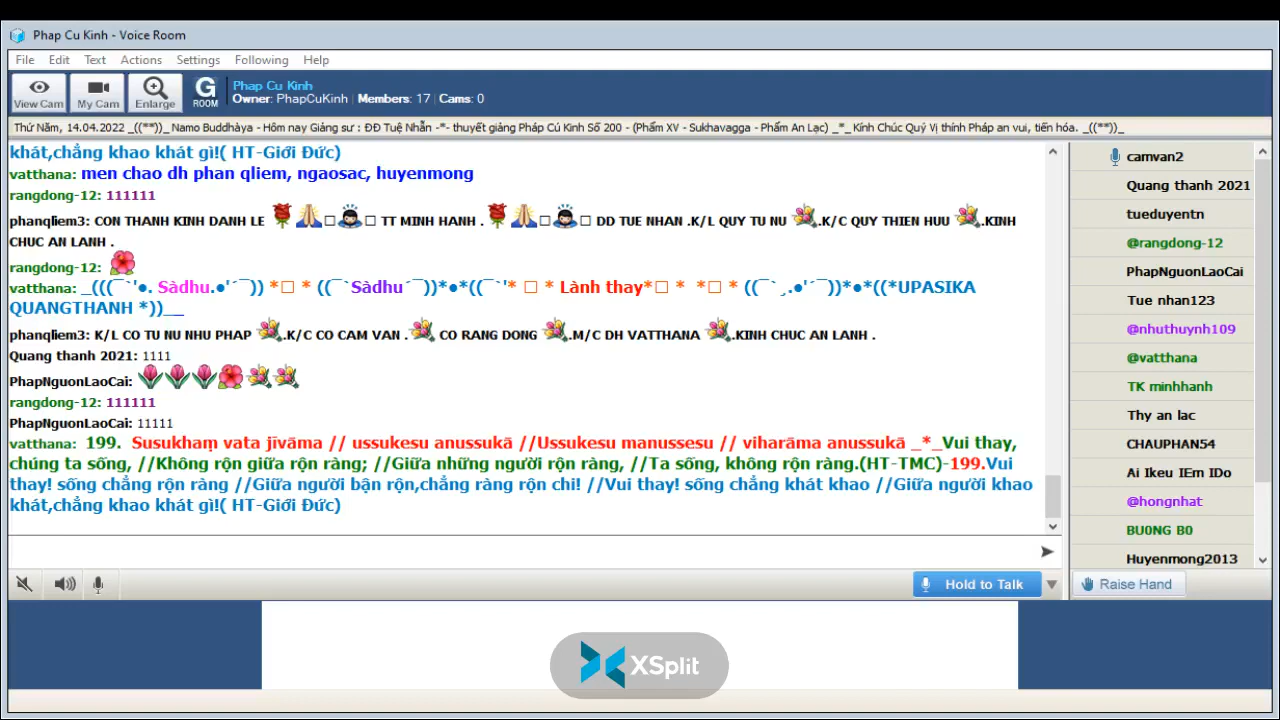 Phap Cu Kinh - Voice Room
File Edit Text Actions Settings Following Help
View Cam My Cam Enlarge G ROOM
Phap Cu Kinh
Owner: PhapCuKinh | Members: 17 | Cams: 0
Thứ Năm, 14.04.2022 _((**))_ Namo Buddhàya - Hôm nay Giảng sư : ĐĐ Tuệ Nhẫn -*- thuyết giảng Pháp Cú Kinh Số 200 - (Phẩm XV - Sukhavagga - Phẩm An Lạc) _*_ Kính Chúc Quý Vị thính Pháp an vui, tiến hóa. _((**))_
khát,chẳng khao khát gì!( HT-Giới Đức)
vatthana: men chao dh phan qliem, ngaosac, huyenmong
rangdong-12: 111111
phanqliem3: CON THANH KINH DANH LE 🌹🙏□🙇□ TT MINH HANH . 🌹🙏□🙇□ DD TUE NHAN .K/L QUY TU NU 💐.K/C QUY THIEN HUU 💐.KINH
CHUC AN LANH .
rangdong-12: 🌺
vatthana: _(((¯`'●. Sàdhu.●'´¯)) *□ * ((¯`Sàdhu´¯))*●*((¯`'* □ * Lành thay*□ * *□ * ((¯`ˏ.●'´¯))*●*((*UPASIKA
QUANGTHANH *))__
phanqliem3: K/L CO TU NU NHU PHAP 💐.K/C CO CAM VAN .💐 CO RANG DONG 💐.M/C DH VATTHANA 💐.KINH CHUC AN LANH .
Quang thanh 2021: 1111
PhapNguonLaoCai: 🌷🌷🌷🌺💐💐
rangdong-12: 111111
PhapNguonLaoCai: 11111
vatthana: 199. Susukhaṃ vata jīvāma // ussukesu anussukā //Ussukesu manussesu // viharāma anussukā _*_Vui thay,
chúng ta sống, //Không rộn giữa rộn ràng; //Giữa những người rộn ràng, //Ta sống, không rộn ràng.(HT-TMC)-199.Vui
thay! sống chẳng rộn ràng //Giữa người bận rộn,chẳng ràng rộn chi! //Vui thay! sống chẳng khát khao //Giữa người khao
khát,chẳng khao khát gì!( HT-Giới Đức)
Hold to Talk
camvan2
Quang thanh 2021
tueduyentn
@rangdong-12
PhapNguonLaoCai
Tue nhan123
@nhuthuynh109
@vatthana
TK minhhanh
Thy an lac
CHAUPHAN54
Ai lkeu lErn lDo
@hongnhat
BU0NG B0
Huyenmong2013
Raise Hand
XSplit